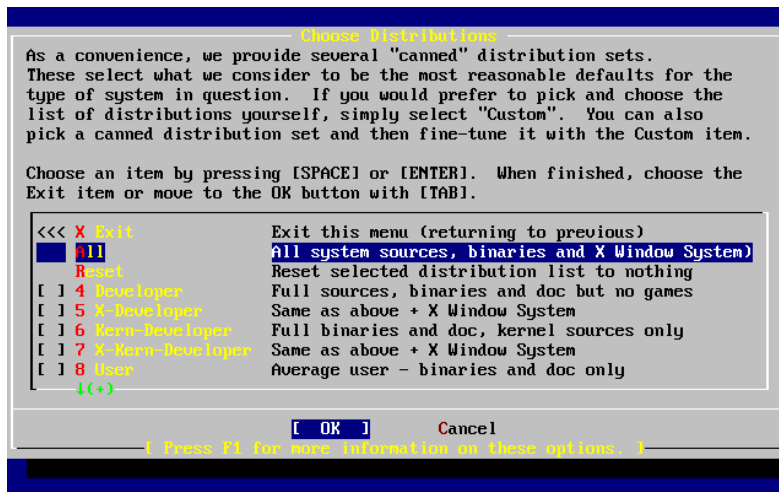 Choose Distributions
As a convenience, we provide several "canned" distribution sets.
These select what we consider to be the most reasonable defaults for the
type of system in question.  If you would prefer to pick and choose the
list of distributions yourself, simply select "Custom".  You can also
pick a canned distribution set and then fine-tune it with the Custom item.
Choose an item by pressing [SPACE] or [ENTER].  When finished, choose the
Exit item or move to the OK button with [TAB].
<<< X Exit Exit this menu (returning to previous)
All All system sources, binaries and X Window System)
Reset Reset selected distribution list to nothing
[ ] 4 Developer Full sources, binaries and doc but no games
[ ] 5 X-Developer Same as above + X Window System
[ ] 6 Kern-Developer Full binaries and doc, kernel sources only
[ ] 7 X-Kern-Developer Same as above + X Window System
[ ] 8 User Average user - binaries and doc only
↓(+)
[ OK ] Cancel
[ Press F1 for more information on these options. ]